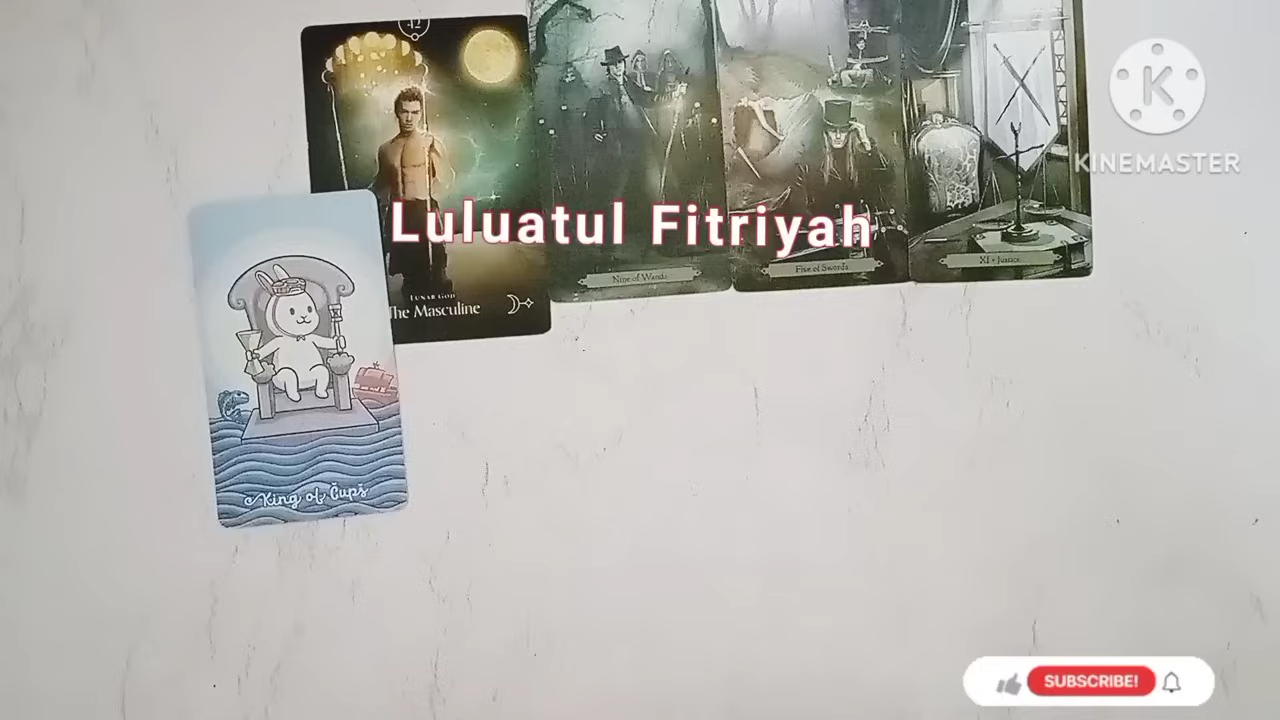 42
K
KINEMASTER
Luluatul Fitriyah
Nine of Wands
Five of Swords
XI • Justice
LUNAR GOD
The Masculine
King of Cups
SUBSCRIBE!